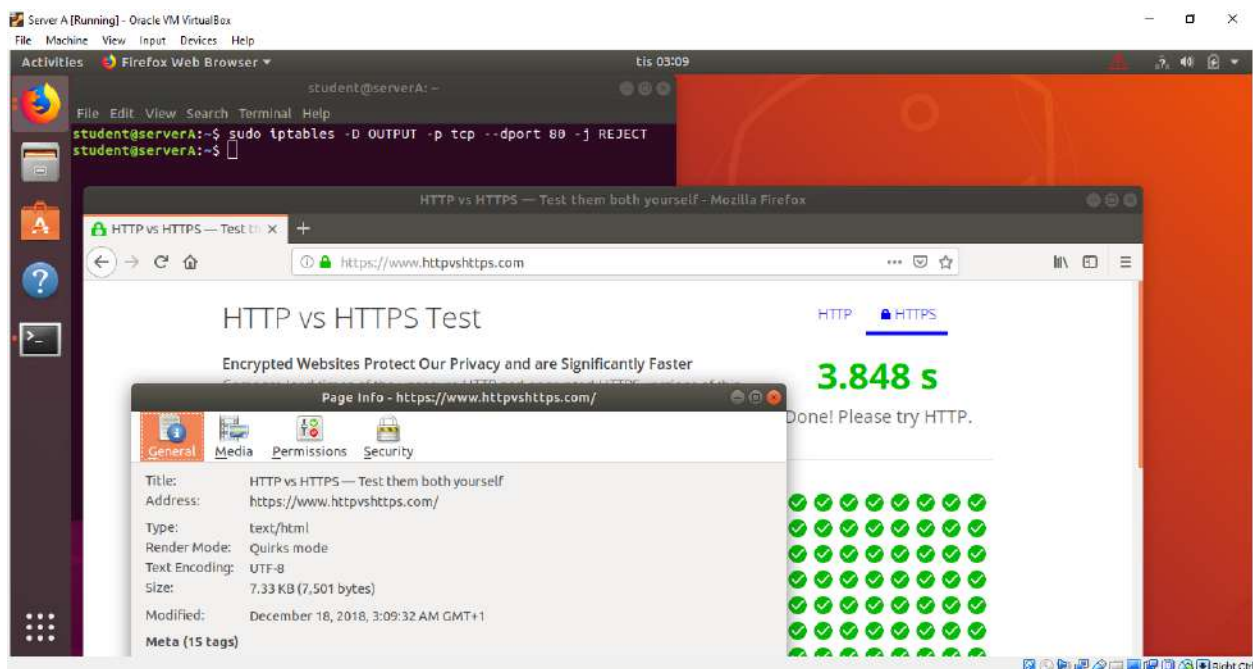 Server A [Running] - Oracle VM VirtualBox
File Machine View Input Devices Help
Activities Firefox Web Browser tis 03:09
student@serverA: ~
File Edit View Search Terminal Help
student@serverA:~$ sudo iptables -D OUTPUT -p tcp --dport 80 -j REJECT
student@serverA:~$
HTTP vs HTTPS — Test them both yourself - Mozilla Firefox
HTTP vs HTTPS — Test th
https://www.httpvshttps.com
HTTP vs HTTPS Test
HTTP HTTPS
Encrypted Websites Protect Our Privacy and are Significantly Faster
3.848 s
Done! Please try HTTP.
Page Info - https://www.httpvshttps.com/
General Media Permissions Security
Title: HTTP vs HTTPS — Test them both yourself
Address: https://www.httpvshttps.com/
Type: text/html
Render Mode: Quirks mode
Text Encoding: UTF-8
Size: 7.33 KB (7,501 bytes)
Modified: December 18, 2018, 3:09:32 AM GMT+1
Meta (15 tags)
Right Ctrl